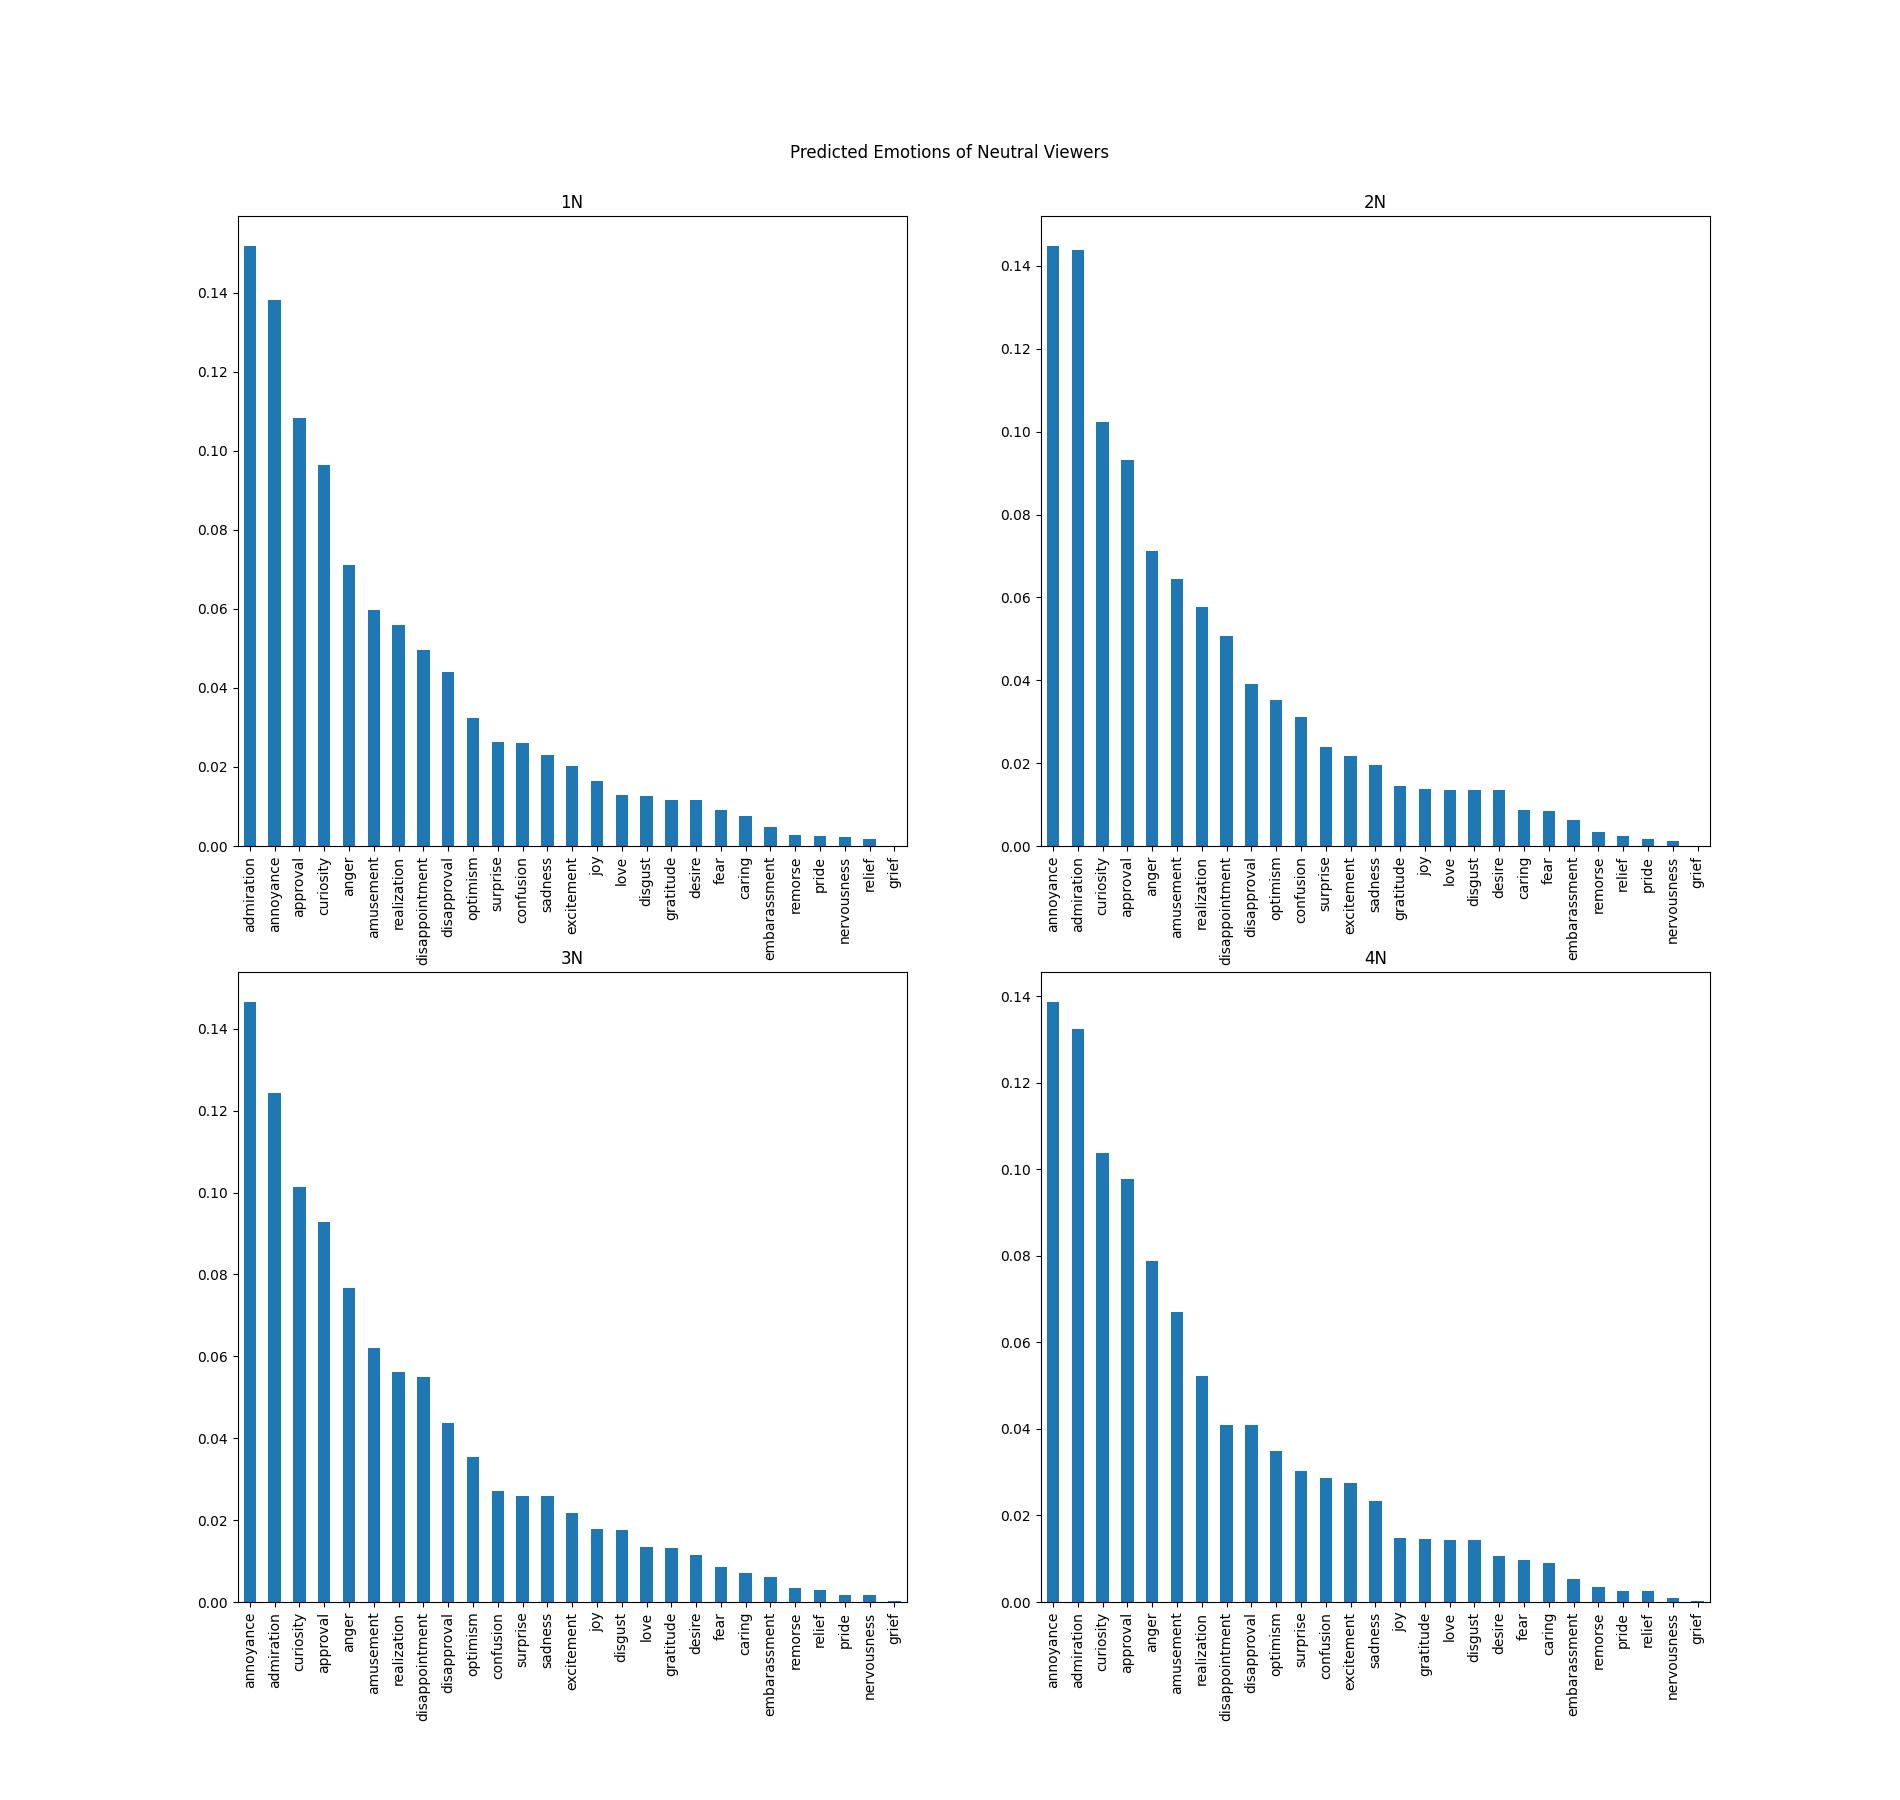 Predicted Emotions of Neutral Viewers
1N
0.14
0.12
0.10
0.08
0.06
0.04
0.02
0.00
admiration
annoyance
approval
curiosity
anger
amusement
realization
disappointment
disapproval
optimism
surprise
confusion
sadness
excitement
joy
love
disgust
gratitude
desire
fear
caring
embarassment
remorse
pride
nervousness
relief
grief
2N
0.14
0.12
0.10
0.08
0.06
0.04
0.02
0.00
annoyance
admiration
curiosity
approval
anger
amusement
realization
disappointment
disapproval
optimism
confusion
surprise
excitement
sadness
gratitude
joy
love
disgust
desire
caring
fear
embarassment
remorse
relief
pride
nervousness
grief
3N
0.14
0.12
0.10
0.08
0.06
0.04
0.02
0.00
annoyance
admiration
curiosity
approval
anger
amusement
realization
disappointment
disapproval
optimism
confusion
surprise
sadness
excitement
joy
disgust
love
gratitude
desire
fear
caring
embarassment
remorse
relief
pride
nervousness
grief
4N
0.14
0.12
0.10
0.08
0.06
0.04
0.02
0.00
annoyance
admiration
curiosity
approval
anger
amusement
realization
disappointment
disapproval
optimism
surprise
confusion
excitement
sadness
joy
gratitude
love
disgust
desire
fear
caring
embarassment
remorse
pride
relief
nervousness
grief